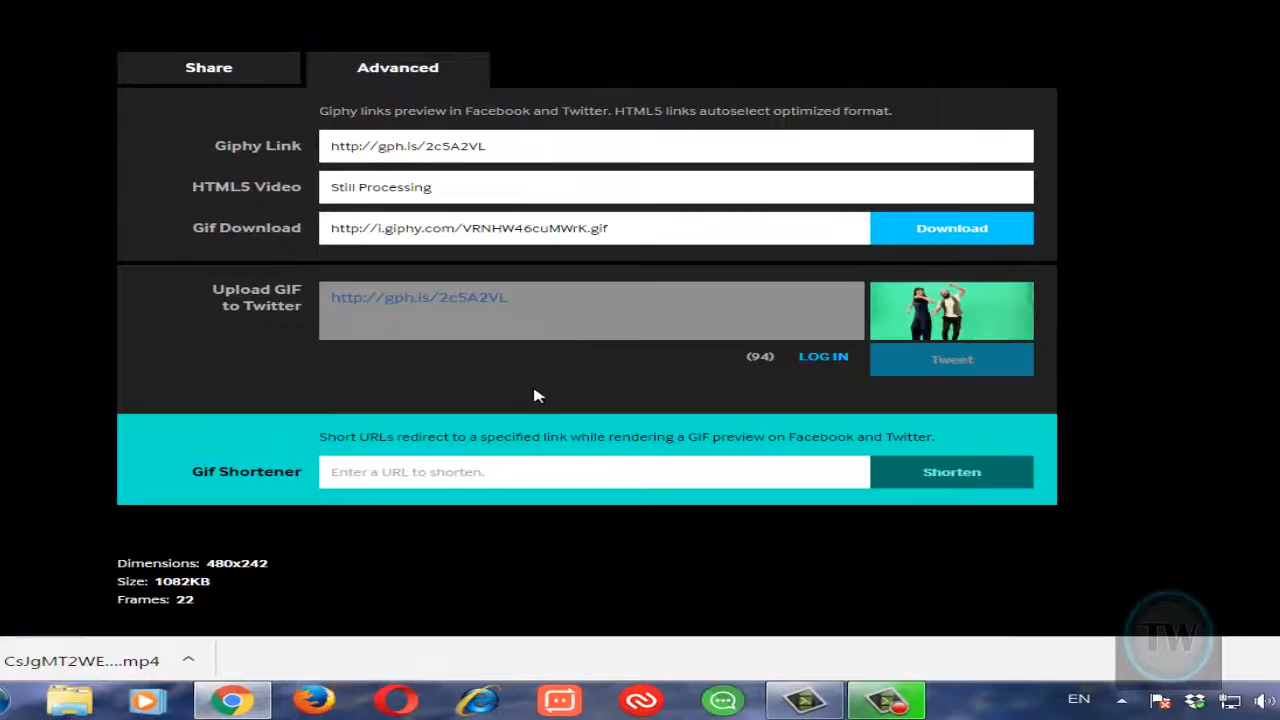 Share
Advanced
Giphy links preview in Facebook and Twitter. HTML5 links autoselect optimized format.
Giphy Link
http://gph.is/2c5A2VL
HTML5 Video
Still Processing
Gif Download
http://i.giphy.com/VRNHW46cuMWrK.gif
Download
Upload GIF
to Twitter
http://gph.is/2c5A2VL
(94)
LOG IN
Tweet
Short URLs redirect to a specified link while rendering a GIF preview on Facebook and Twitter.
Gif Shortener
Enter a URL to shorten.
Shorten
Dimensions: 480x242
Size: 1082KB
Frames: 22
TW
CsJgMT2WE....mp4
EN